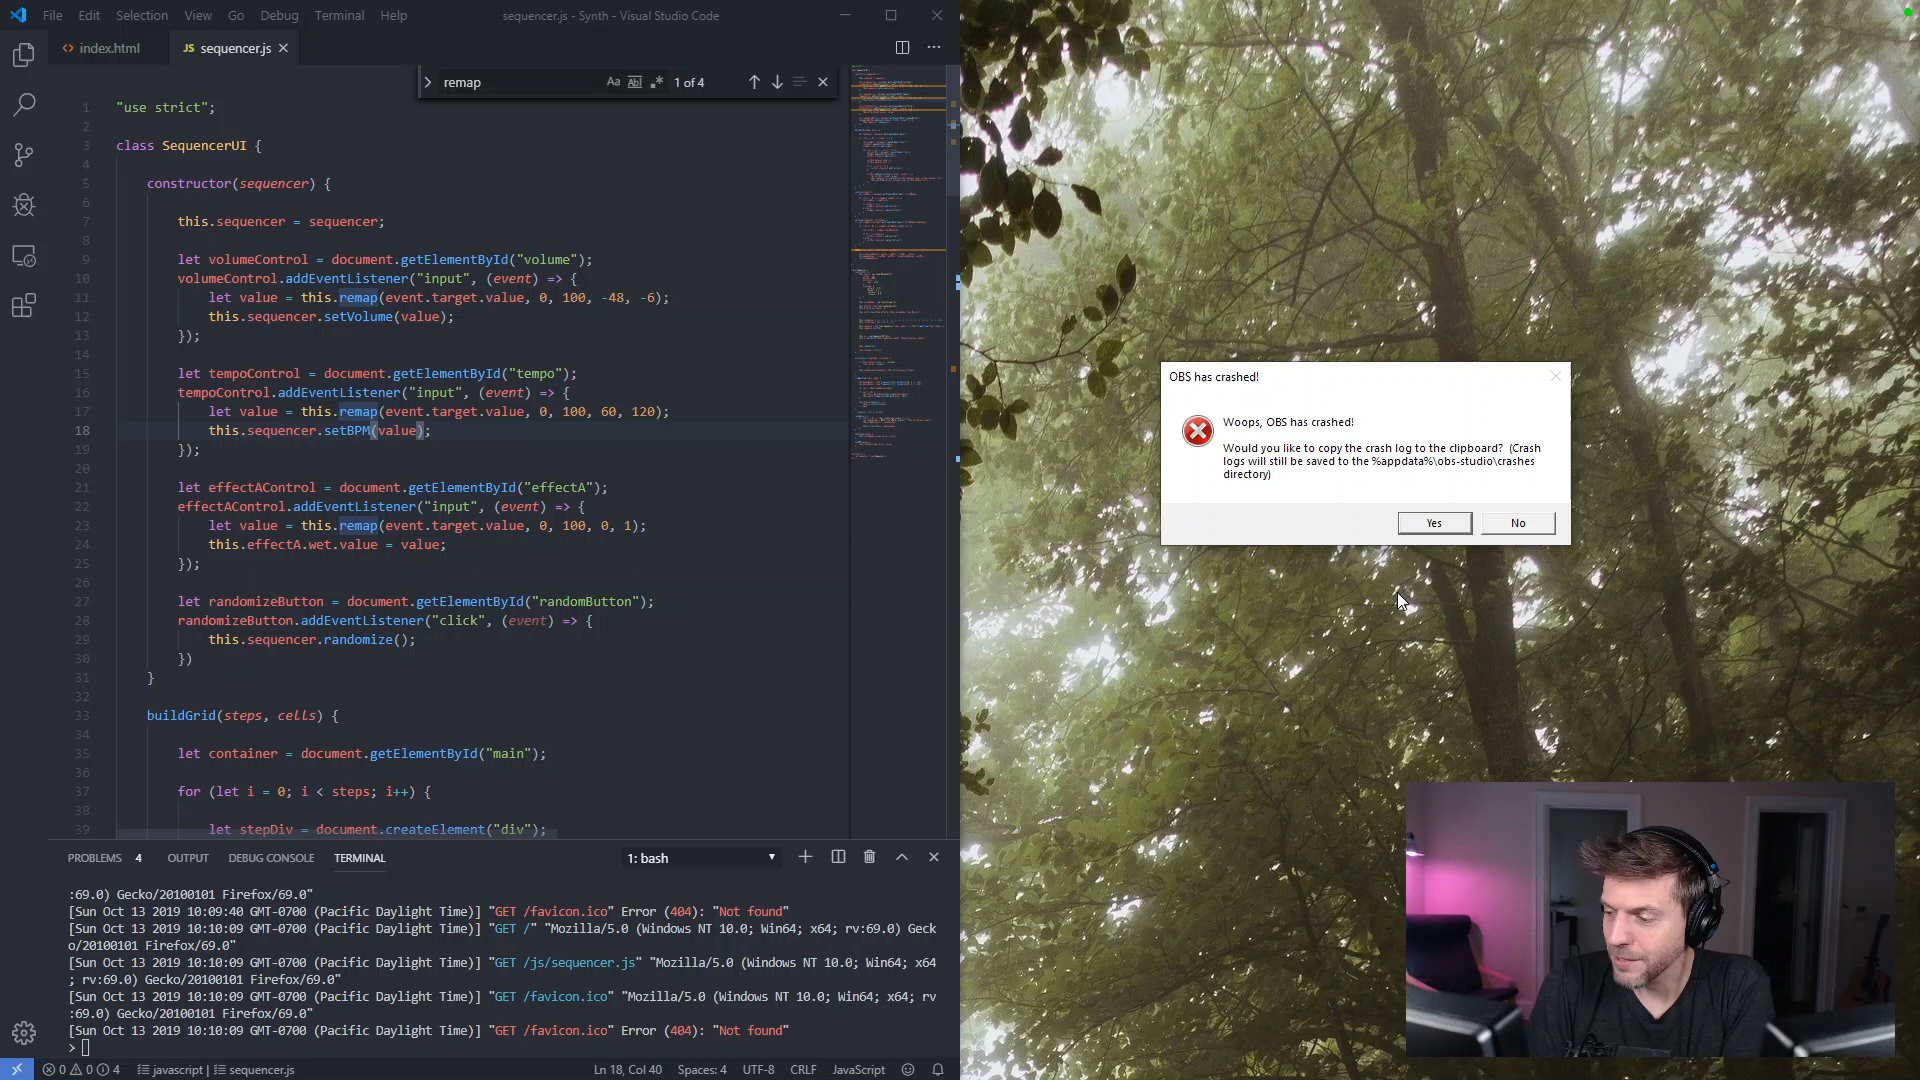 File Edit Selection View Go Debug Terminal Help sequencer.js - Synth - Visual Studio Code
index.html
JS sequencer.js
remap Aa Abl .* 1 of 4
1 "use strict";
2
3 class SequencerUI {
4
5 constructor(sequencer) {
6
7 this.sequencer = sequencer;
8
9 let volumeControl = document.getElementById("volume");
10 volumeControl.addEventListener("input", (event) => {
11 let value = this.remap(event.target.value, 0, 100, -48, -6);
12 this.sequencer.setVolume(value);
13 });
14
15 let tempoControl = document.getElementById("tempo");
16 tempoControl.addEventListener("input", (event) => {
17 let value = this.remap(event.target.value, 0, 100, 60, 120);
18 this.sequencer.setBPM(value);
19 });
20
21 let effectAControl = document.getElementById("effectA");
22 effectAControl.addEventListener("input", (event) => {
23 let value = this.remap(event.target.value, 0, 100, 0, 1);
24 this.effectA.wet.value = value;
25 });
26
27 let randomizeButton = document.getElementById("randomButton");
28 randomizeButton.addEventListener("click", (event) => {
29 this.sequencer.randomize();
30 })
31 }
32
33 buildGrid(steps, cells) {
34
35 let container = document.getElementById("main");
36
37 for (let i = 0; i < steps; i++) {
38
39 let stepDiv = document.createElement("div");
PROBLEMS 4 OUTPUT DEBUG CONSOLE TERMINAL 1: bash
:69.0) Gecko/20100101 Firefox/69.0"
[Sun Oct 13 2019 10:09:40 GMT-0700 (Pacific Daylight Time)] "GET /favicon.ico" Error (404): "Not found"
[Sun Oct 13 2019 10:10:09 GMT-0700 (Pacific Daylight Time)] "GET /" "Mozilla/5.0 (Windows NT 10.0; Win64; x64; rv:69.0) Geck
o/20100101 Firefox/69.0"
[Sun Oct 13 2019 10:10:09 GMT-0700 (Pacific Daylight Time)] "GET /js/sequencer.js" "Mozilla/5.0 (Windows NT 10.0; Win64; x64
; rv:69.0) Gecko/20100101 Firefox/69.0"
[Sun Oct 13 2019 10:10:09 GMT-0700 (Pacific Daylight Time)] "GET /favicon.ico" "Mozilla/5.0 (Windows NT 10.0; Win64; x64; rv
:69.0) Gecko/20100101 Firefox/69.0"
[Sun Oct 13 2019 10:10:09 GMT-0700 (Pacific Daylight Time)] "GET /favicon.ico" Error (404): "Not found"
>
0 0 4 javascript | sequencer.js Ln 18, Col 40 Spaces: 4 UTF-8 CRLF JavaScript
OBS has crashed!
Woops, OBS has crashed!
Would you like to copy the crash log to the clipboard? (Crash
logs will still be saved to the %appdata%\obs-studio\crashes
directory)
Yes No